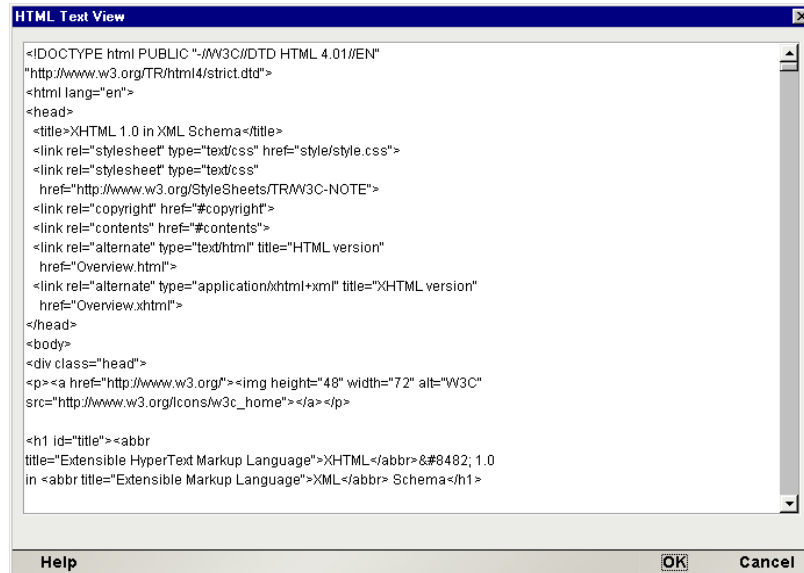 HTML Text View
<!DOCTYPE html PUBLIC "-//W3C//DTD HTML 4.01//EN"
"http://www.w3.org/TR/html4/strict.dtd">
<html lang="en">
<head>
  <title>XHTML 1.0 in XML Schema</title>
  <link rel="stylesheet" type="text/css" href="style/style.css">
  <link rel="stylesheet" type="text/css"
    href="http://www.w3.org/StyleSheets/TR/W3C-NOTE">
  <link rel="copyright" href="#copyright">
  <link rel="contents" href="#contents">
  <link rel="alternate" type="text/html" title="HTML version"
    href="Overview.html">
  <link rel="alternate" type="application/xhtml+xml" title="XHTML version"
    href="Overview.xhtml">
</head>
<body>
<div class="head">
<p><a href="http://www.w3.org/"><img height="48" width="72" alt="W3C"
src="http://www.w3.org/Icons/w3c_home"></a></p>

<h1 id="title"><abbr
title="Extensible HyperText Markup Language">XHTML</abbr>&#8482; 1.0
in <abbr title="Extensible Markup Language">XML</abbr> Schema</h1>
Help OK Cancel